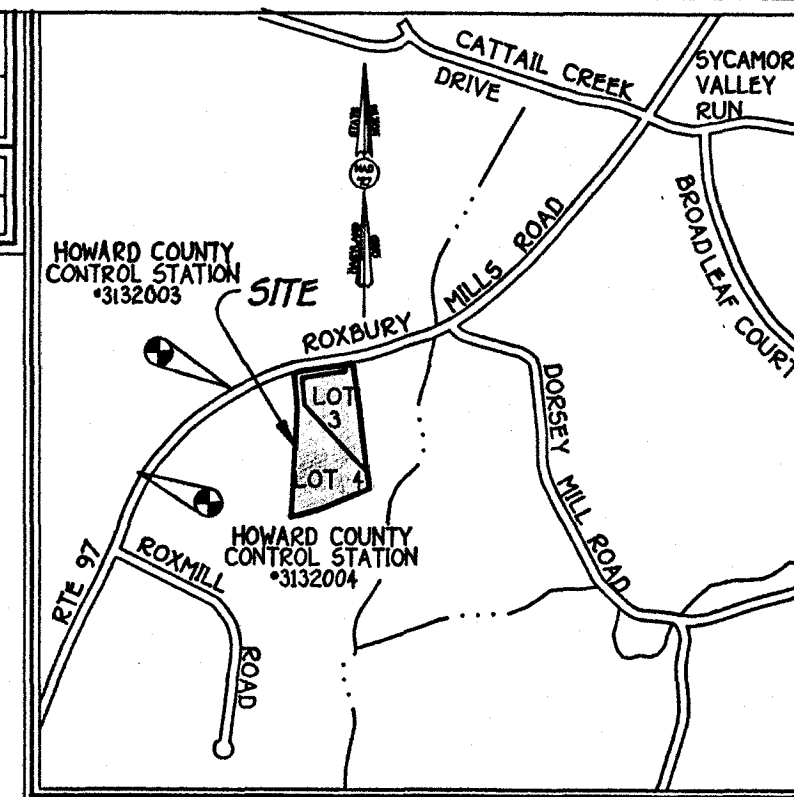 CATTAIL CREEK
DRIVE
SYCAMOR
VALLEY
RUN
BROADLEAF COURT
HOWARD COUNTY
CONTROL STATION
*3132003
SITE
ROXBURY MILLS ROAD
LOT
3
LOT 4
DORSEY MILL ROAD
HOWARD COUNTY
CONTROL STATION
*3132004
RTE 97
ROXMILL
ROAD